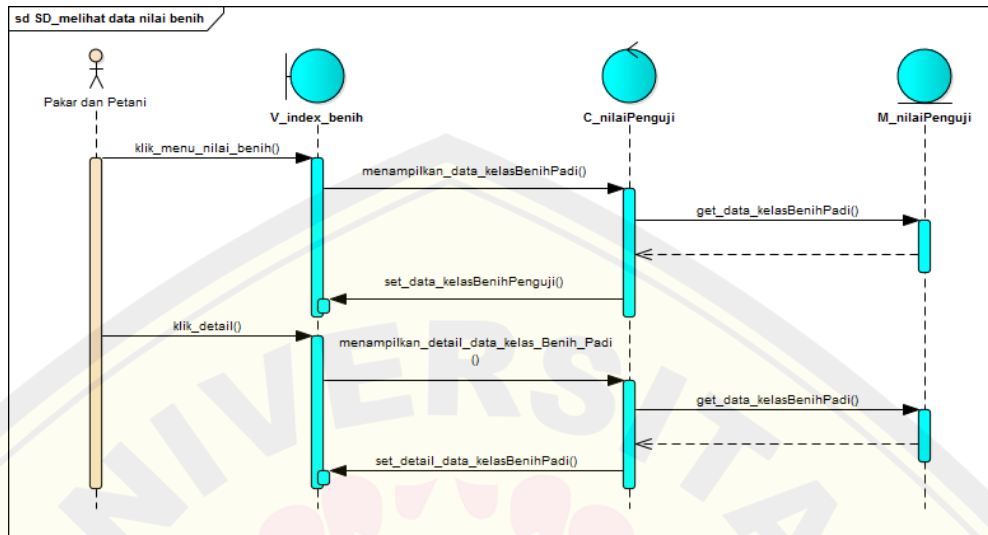 sd SD_melihat data nilai benih
Pakar dan Petani
V_index_benih
C_nilaiPenguji
M_nilaiPenguji
klik_menu_nilai_benih()
menampilkan_data_kelasBenihPadi()
get_data_kelasBenihPadi()
set_data_kelasBenihPenguji()
klik_detail()
menampilkan_detail_data_kelas_Benih_Padi
()
get_data_kelasBenihPadi()
set_detail_data_kelasBenihPadi()
NIVERSITA